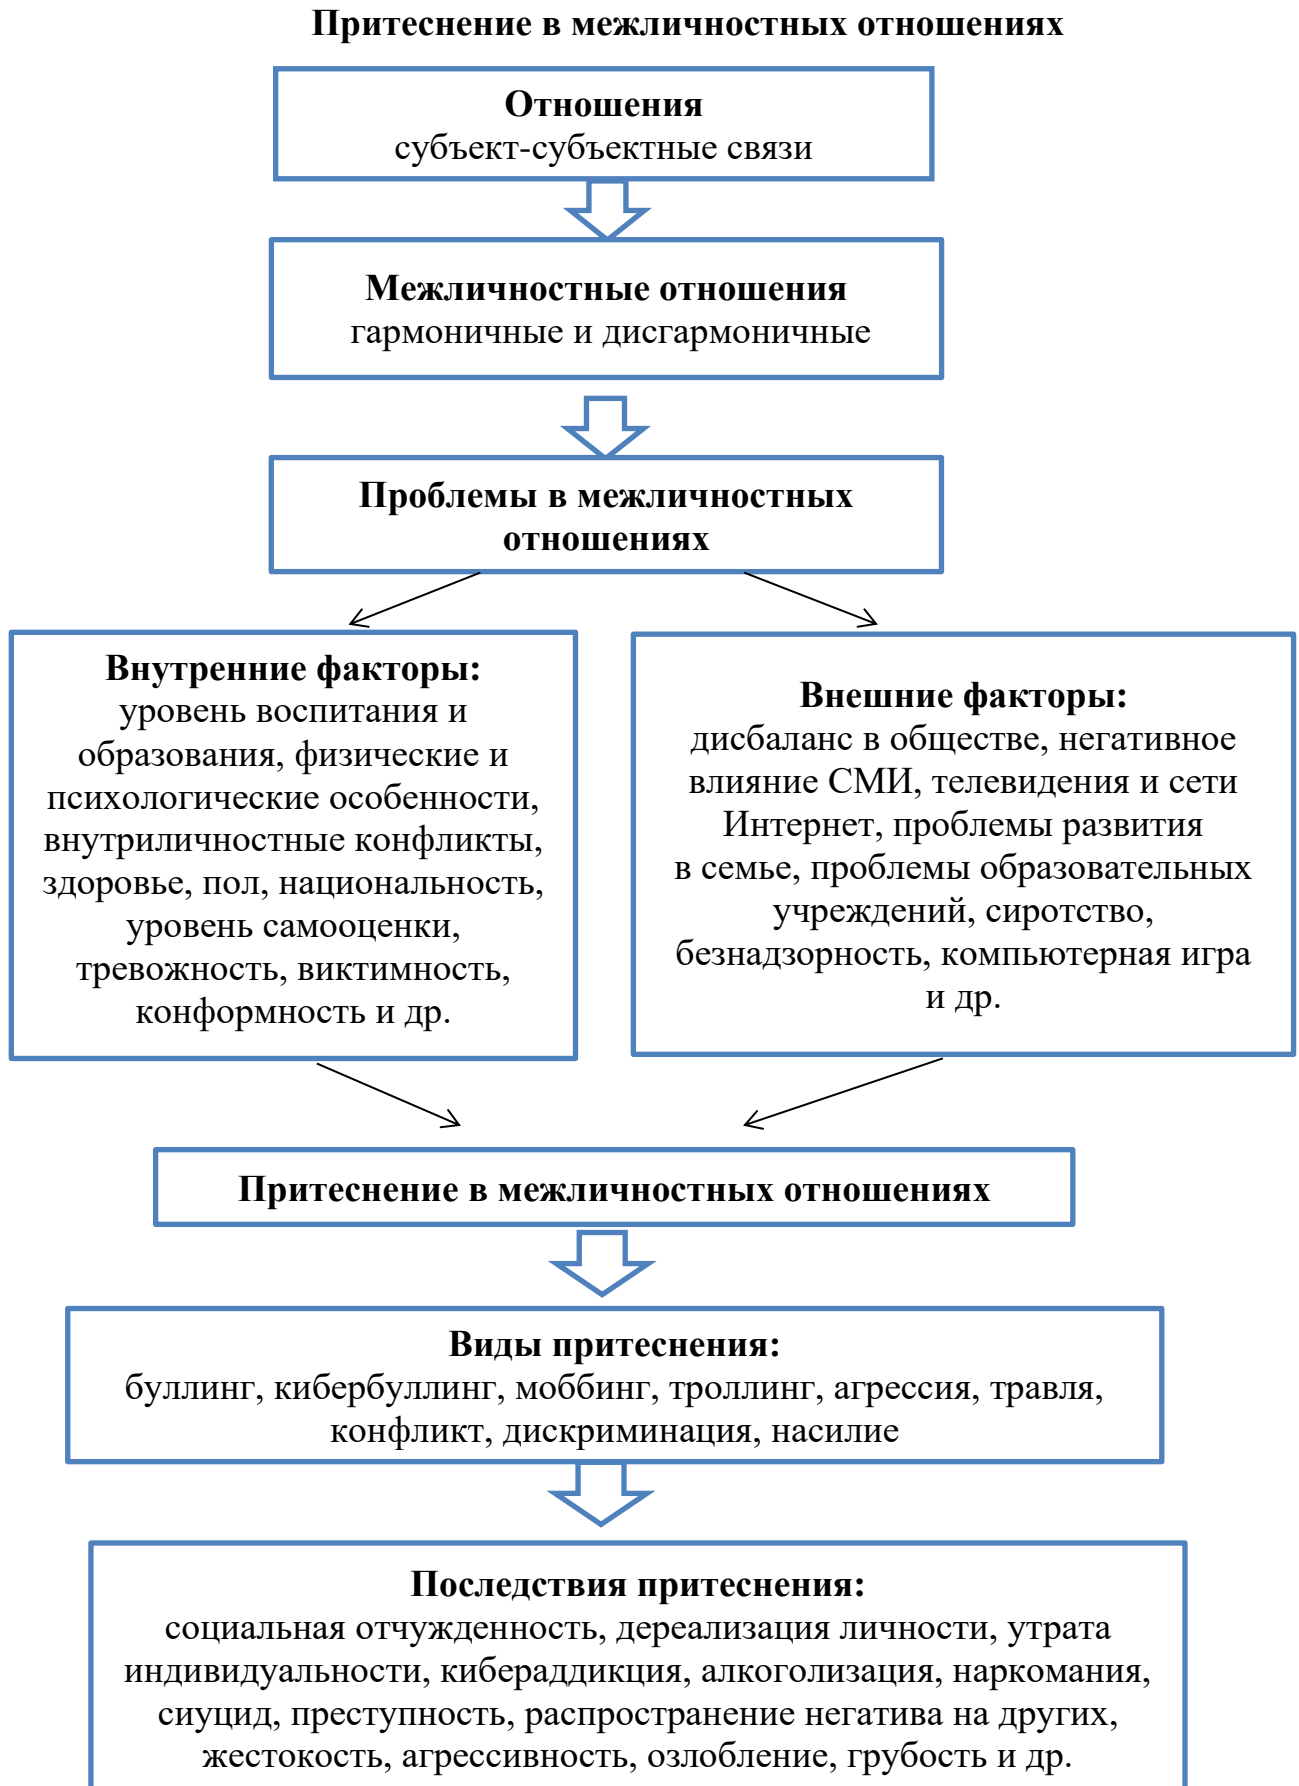 Притеснение в межличностных отношениях
Отношения
субъект-субъектные связи
Межличностные отношения
гармоничные и дисгармоничные
Проблемы в межличностных
отношениях
Внутренние факторы:
уровень воспитания и
образования, физические и
психологические особенности,
внутриличностные конфликты,
здоровье, пол, национальность,
уровень самооценки,
тревожность, виктимность,
конформность и др.
Внешние факторы:
дисбаланс в обществе, негативное
влияние СМИ, телевидения и сети
Интернет, проблемы развития
в семье, проблемы образовательных
учреждений, сиротство,
безнадзорность, компьютерная игра
и др.
Притеснение в межличностных отношениях
Виды притеснения:
буллинг, кибербуллинг, моббинг, троллинг, агрессия, травля,
конфликт, дискриминация, насилие
Последствия притеснения:
социальная отчужденность, дереализация личности, утрата
индивидуальности, кибераддикция, алкоголизация, наркомания,
сиуцид, преступность, распространение негатива на других,
жестокость, агрессивность, озлобление, грубость и др.